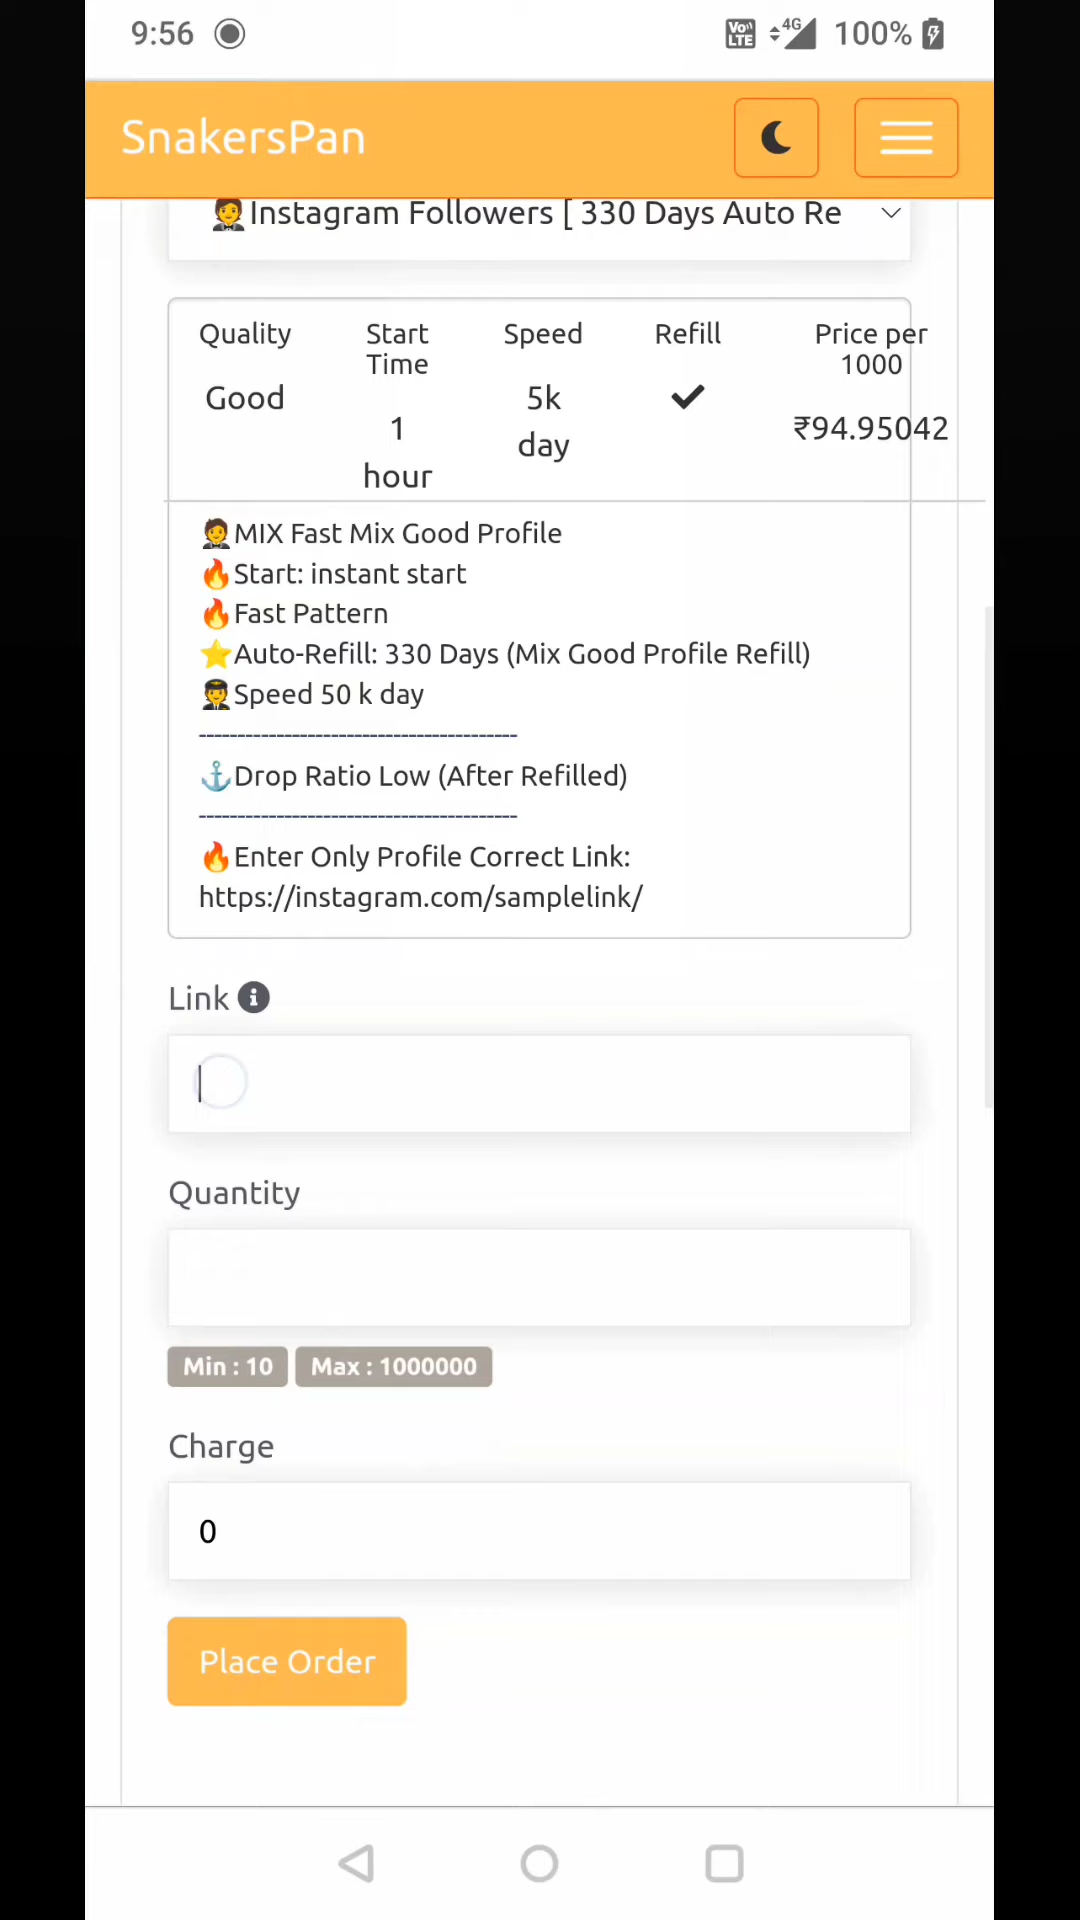 9:56
VoLTE 4G 100%
SnakersPan
🤵Instagram Followers [ 330 Days Auto Re
Quality Start Time Speed Refill Price per 1000
Good 1 hour 5k day ✔ ₹94.95042
🤵MIX Fast Mix Good Profile
🔥Start: instant start
🔥Fast Pattern
⭐Auto-Refill: 330 Days (Mix Good Profile Refill)
🧑‍✈️Speed 50 k day
----------------------------------------
⚓Drop Ratio Low (After Refilled)
----------------------------------------
🔥Enter Only Profile Correct Link:
https://instagram.com/samplelink/
Link
Quantity
Min : 10 Max : 1000000
Charge
0
Place Order